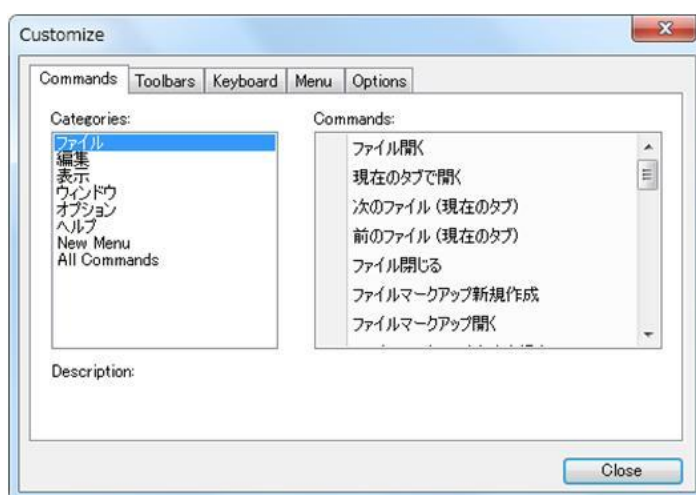 Customize
Commands Toolbars Keyboard Menu Options
Categories:
ファイル
編集
表示
ウィンドウ
オプション
ヘルプ
New Menu
All Commands
Commands:
ファイル開く
現在のタブで開く
次のファイル (現在のタブ)
前のファイル (現在のタブ)
ファイル閉じる
ファイルマークアップ新規作成
ファイルマークアップ開く
Description:
Close